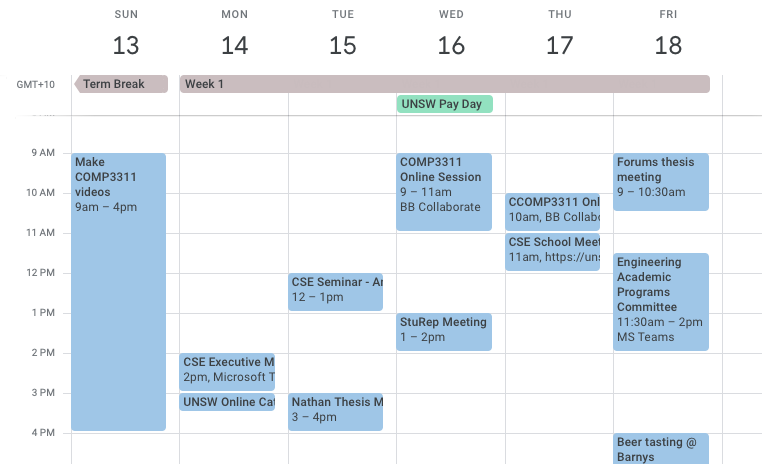 SUN MON TUE WED THU FRI
13 14 15 16 17 18
GMT+10
Term Break
Week 1
UNSW Pay Day
9 AM
10 AM
11 AM
12 PM
1 PM
2 PM
3 PM
4 PM
Make
COMP3311
videos
9am – 4pm
CSE Executive M
2pm, Microsoft T
UNSW Online Cat
CSE Seminar - Ar
12 – 1pm
Nathan Thesis M
3 – 4pm
COMP3311
Online Session
9 – 11am
BB Collaborate
StuRep Meeting
1 – 2pm
CCOMP3311 Onl
10am, BB Collabo
CSE School Meet
11am, https://uns
Forums thesis
meeting
9 – 10:30am
Engineering
Academic
Programs
Committee
11:30am – 2pm
MS Teams
Beer tasting @
Barnys